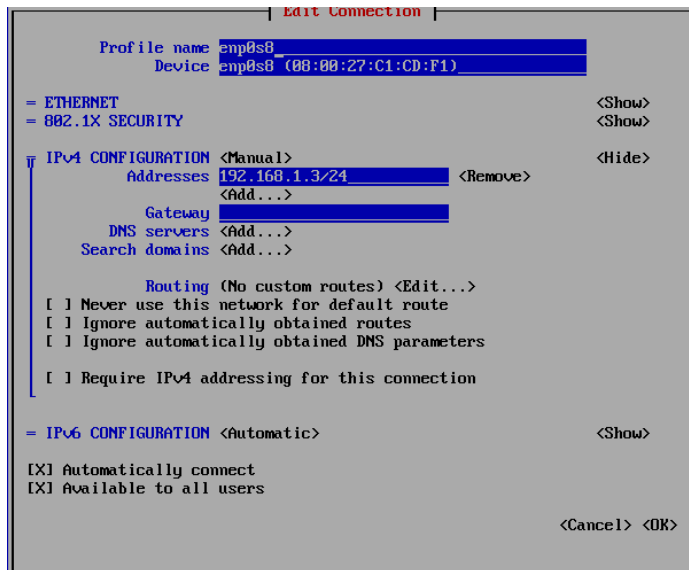 Edit Connection
Profile name enp0s8
Device enp0s8 (08:00:27:C1:CD:F1)
= ETHERNET <Show>
= 802.1X SECURITY <Show>
IPv4 CONFIGURATION <Manual> <Hide>
Addresses 192.168.1.3/24 <Remove>
<Add...>
Gateway
DNS servers <Add...>
Search domains <Add...>
Routing (No custom routes) <Edit...>
[ ] Never use this network for default route
[ ] Ignore automatically obtained routes
[ ] Ignore automatically obtained DNS parameters
[ ] Require IPv4 addressing for this connection
= IPv6 CONFIGURATION <Automatic> <Show>
[X] Automatically connect
[X] Available to all users
<Cancel> <OK>